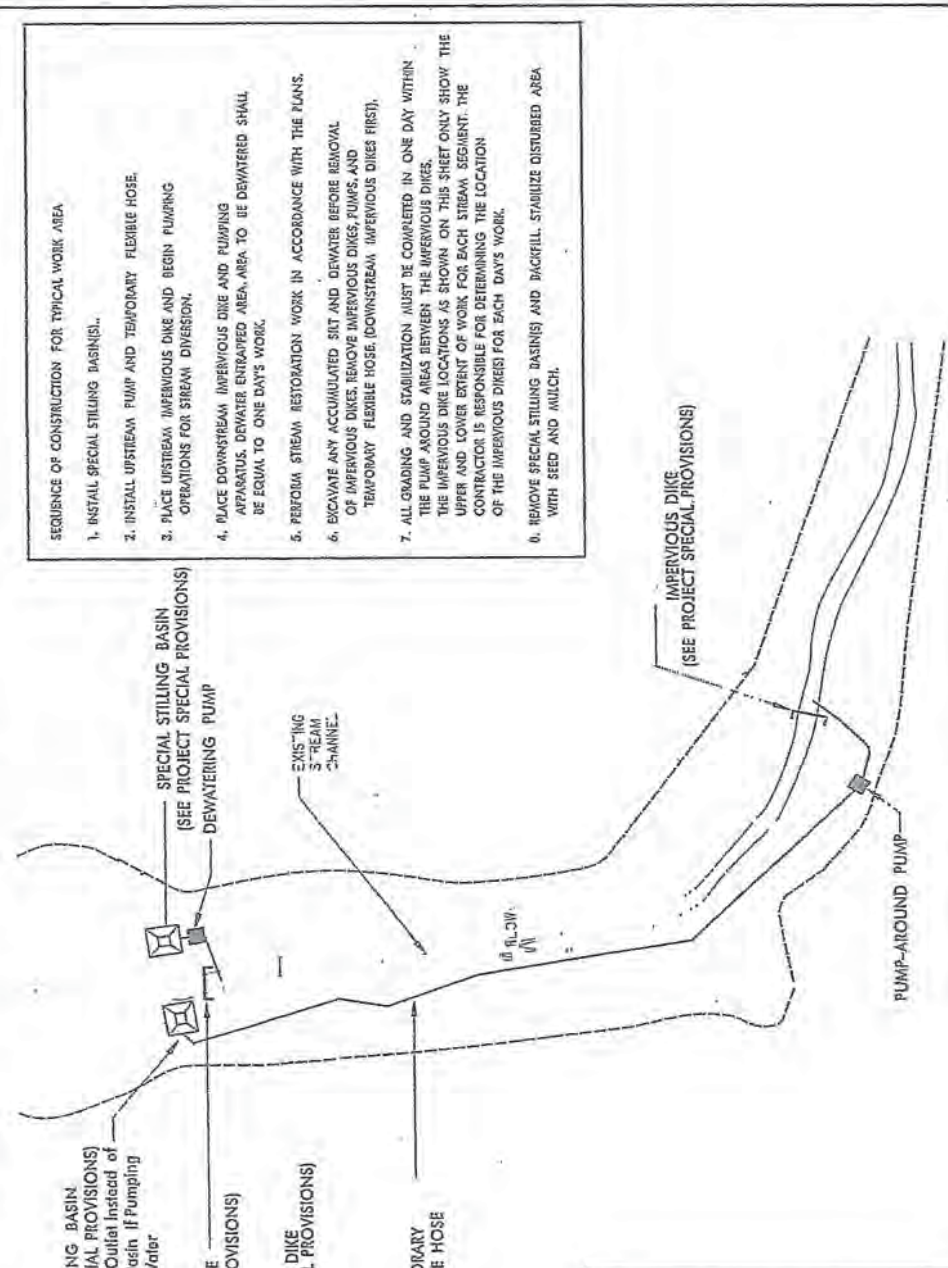 SEQUENCE OF CONSTRUCTION FOR TYPICAL WORK AREA
1. INSTALL SPECIAL STILLING BASIN(S).
2. INSTALL UPSTREAM PUMP AND TEMPORARY FLEXIBLE HOSE.
3. PLACE UPSTREAM IMPERVIOUS DIKE AND BEGIN PUMPING
OPERATIONS FOR STREAM DIVERSION.
4. PLACE DOWNSTREAM IMPERVIOUS DIKE AND PUMPING
APPARATUS. DEWATER ENTRAPPED AREA. AREA TO BE DEWATERED SHALL
BE EQUAL TO ONE DAY'S WORK.
5. PERFORM STREAM RESTORATION WORK IN ACCORDANCE WITH THE PLANS.
6. EXCAVATE ANY ACCUMULATED SILT AND DEWATER BEFORE REMOVAL
OF IMPERVIOUS DIKES. REMOVE IMPERVIOUS DIKES, PUMPS, AND
TEMPORARY FLEXIBLE HOSE. (DOWNSTREAM IMPERVIOUS DIKES FIRST).
7. ALL GRADING AND STABILIZATION MUST BE COMPLETED IN ONE DAY WITHIN
THE PUMP AROUND AREAS BETWEEN THE IMPERVIOUS DIKES.
THE IMPERVIOUS DIKE LOCATIONS AS SHOWN ON THIS SHEET ONLY SHOW THE
UPPER AND LOWER EXTENT OF WORK FOR EACH STREAM SEGMENT. THE
CONTRACTOR IS RESPONSIBLE FOR DETERMINING THE LOCATION
OF THE IMPERVIOUS DIKE(S) FOR EACH DAY'S WORK.
8. REMOVE SPECIAL STILLING BASIN(S) AND BACKFILL. STABILIZE DISTURBED AREA
WITH SEED AND MULCH.
SPECIAL STILLING BASIN
(SEE PROJECT SPECIAL PROVISIONS)
DEWATERING PUMP
EXISTING
STREAM
CHANNEL
FLOW
IMPERVIOUS DIKE
(SEE PROJECT SPECIAL PROVISIONS)
PUMP-AROUND PUMP
NG BASIN
IAL PROVISIONS)
Outlet Instead of
asin If Pumping
Water
E
OVISIONS)
DIKE
L PROVISIONS)
ORARY
E HOSE